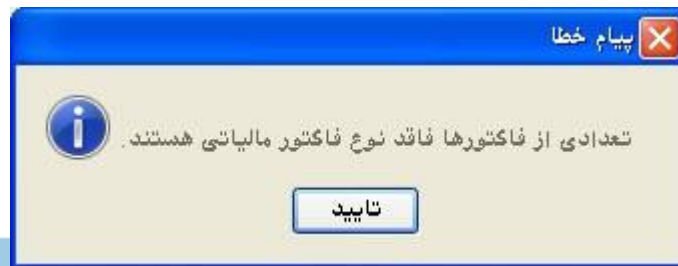 پیام خطا
تعدادی از فاکتورها فاقد نوع فاکتور مالیاتی هستند.
تایید